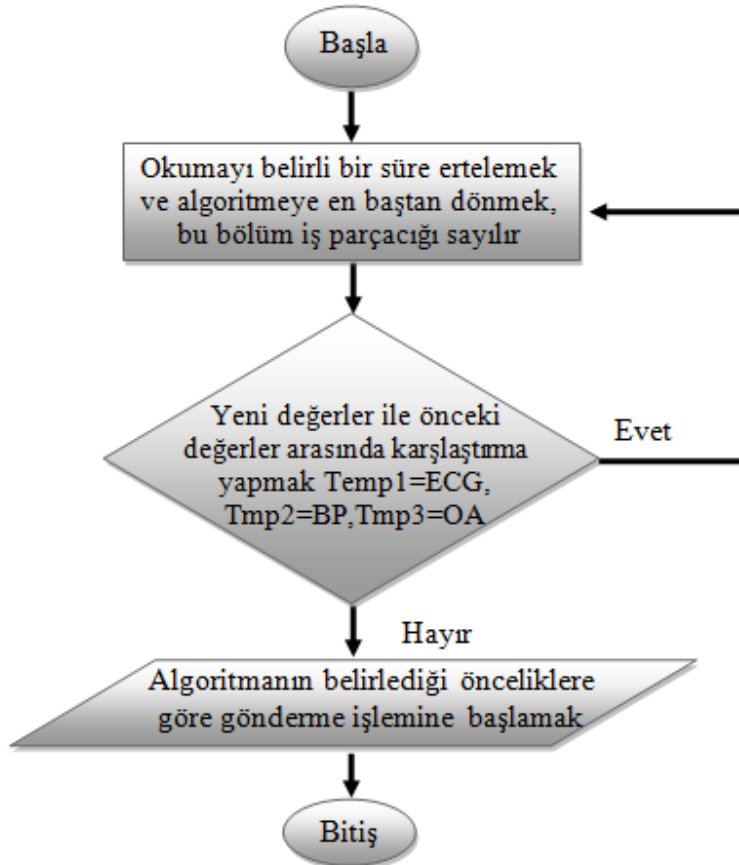 Başla
Okumayı belirli bir süre ertelemek
ve algoritmeye en baştan dönmek,
bu bölüm iş parçacığı sayılır
Yeni değerler ile önceki
değerler arasında karşlaştırma
yapmak Temp1=ECG,
Tmp2=BP,Tmp3=OA
Evet
Hayır
Algoritmanın belirlediği önceliklere
göre gönderme işlemine başlamak
Bitiş